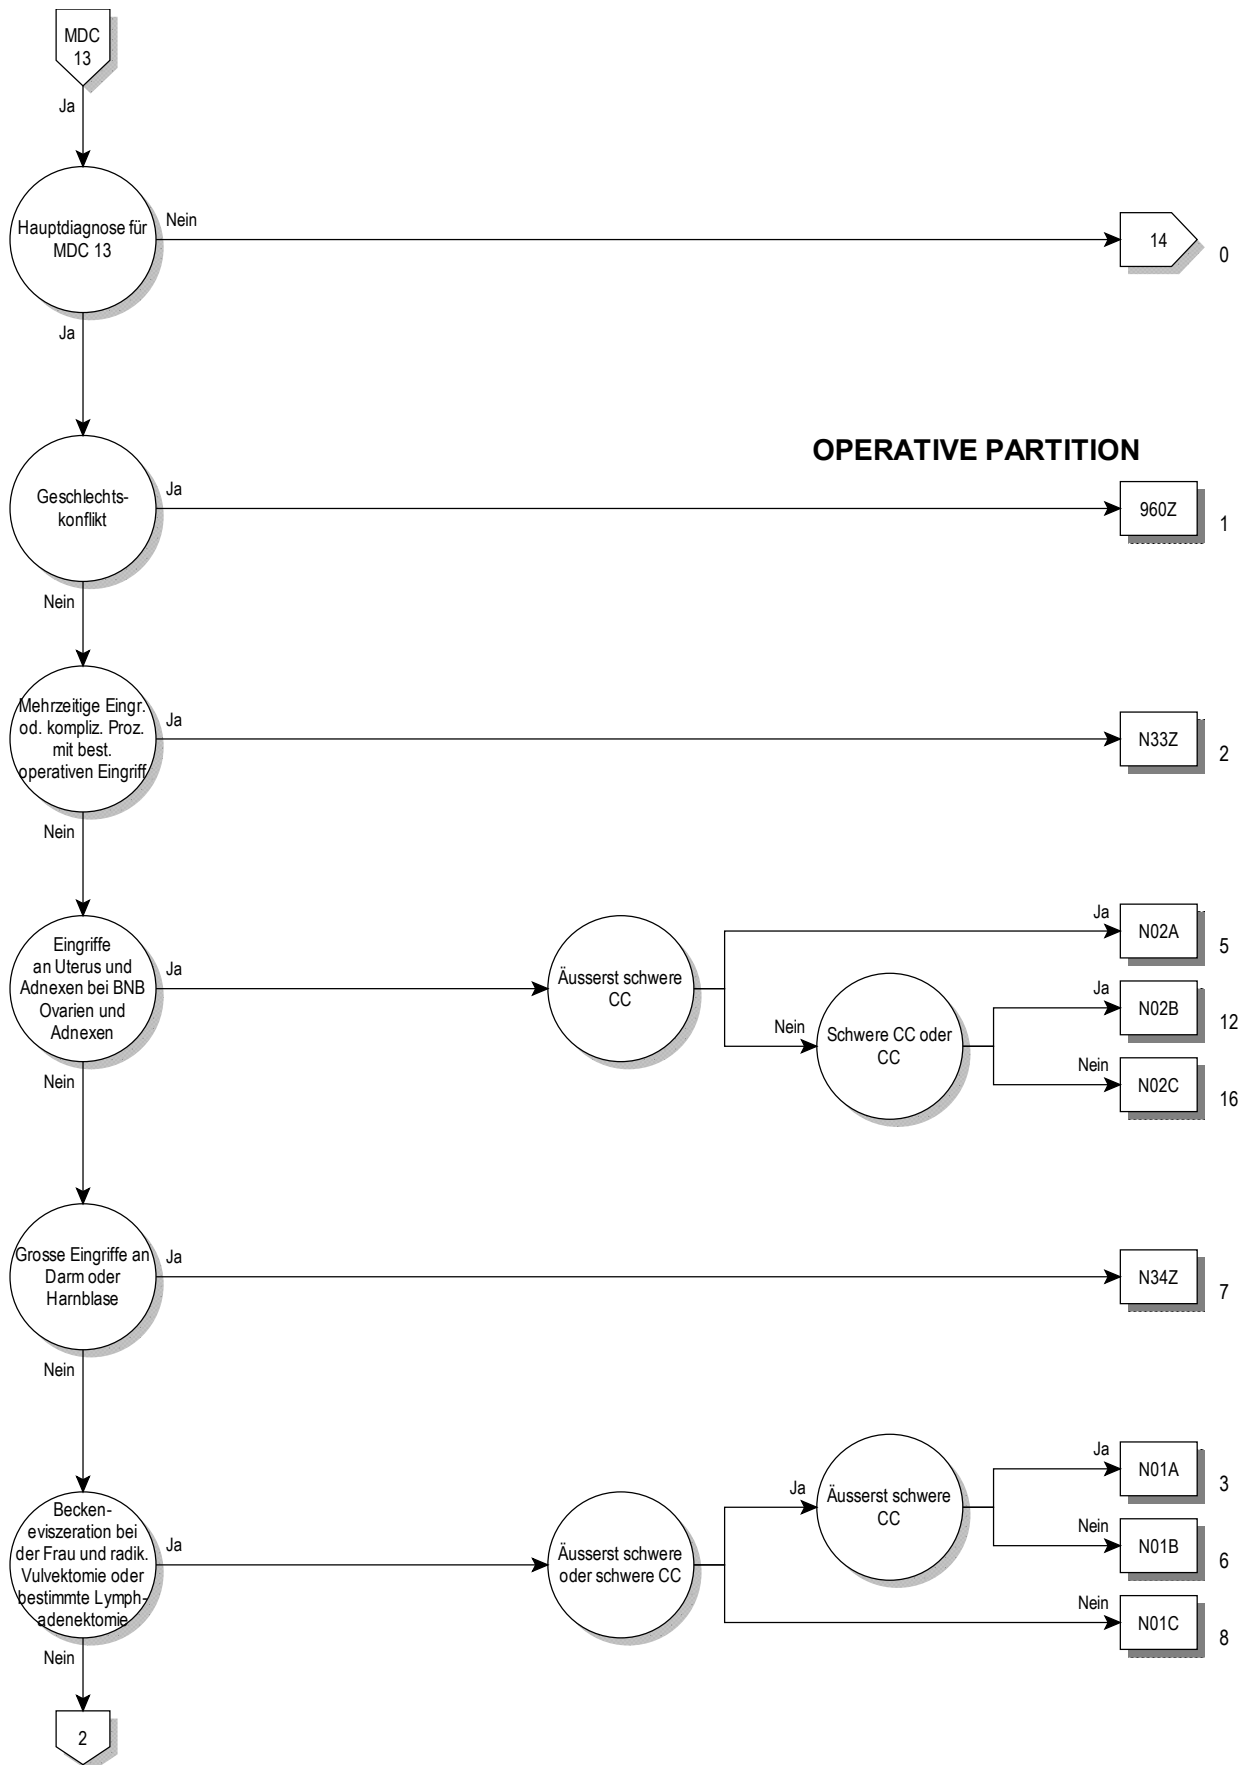 MDC
13
Ja
Hauptdiagnose für
MDC 13
Nein
14
0
Ja
OPERATIVE PARTITION
Geschlechts-
konflikt
Ja
960Z
1
Nein
Mehrzeitige Eingr.
od. kompliz. Proz.
mit best.
operativen Eingriff
Ja
N33Z
2
Nein
Eingriffe
an Uterus und
Adnexen bei BNB
Ovarien und
Adnexen
Ja
Äusserst schwere
CC
Ja
N02A
5
Nein
Schwere CC oder
CC
Ja
N02B
12
Nein
N02C
16
Nein
Grosse Eingriffe an
Darm oder
Harnblase
Ja
N34Z
7
Nein
Becken-
eviszeration bei
der Frau und radik.
Vulvektomie oder
bestimmte Lymph-
adenektomie
Ja
Äusserst schwere
oder schwere CC
Ja
Äusserst schwere
CC
Ja
N01A
3
Nein
N01B
6
Nein
N01C
8
Nein
2